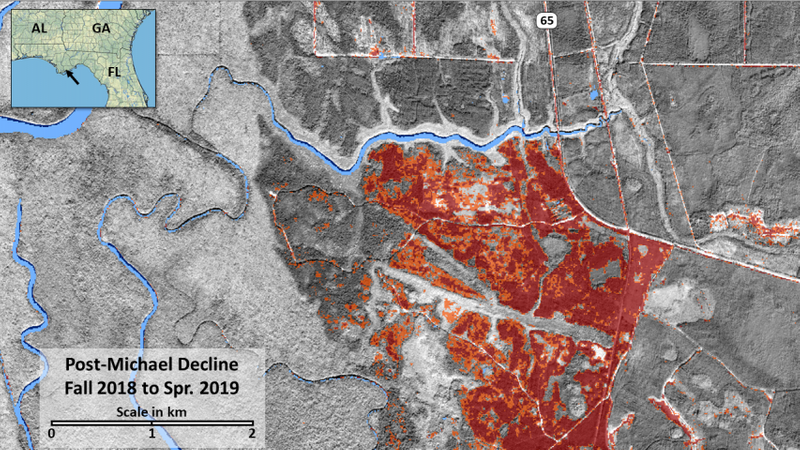 AL GA
FL
65
Post-Michael Decline
Fall 2018 to Spr. 2019
Scale in km
0 1 2